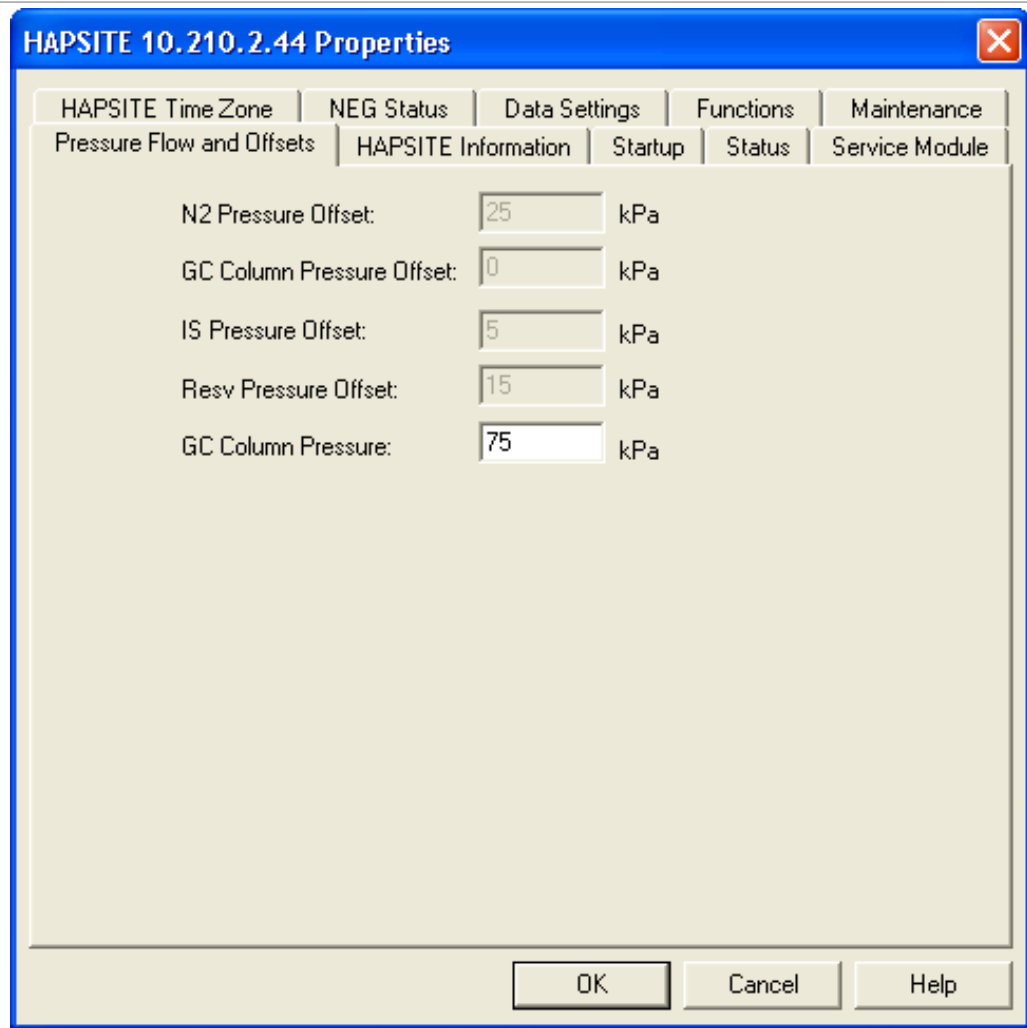 HAPSITE 10.210.2.44 Properties
HAPSITE Time Zone NEG Status Data Settings Functions Maintenance
Pressure Flow and Offsets HAPSITE Information Startup Status Service Module
N2 Pressure Offset: 25 kPa
GC Column Pressure Offset: 0 kPa
IS Pressure Offset: 5 kPa
Resv Pressure Offset: 15 kPa
GC Column Pressure: 75 kPa
OK Cancel Help